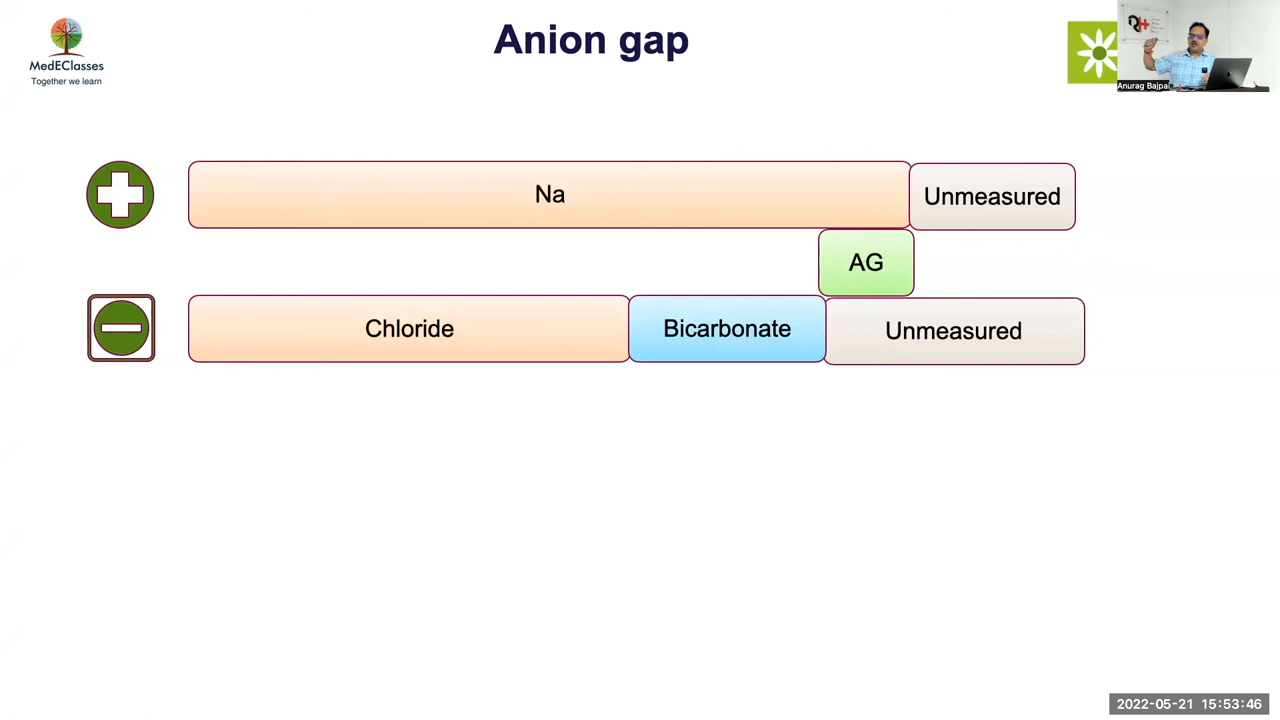 Anion gap
MedEClasses
Together we learn
Anurag Bajpai
Na
Unmeasured
AG
Chloride
Bicarbonate
Unmeasured
2022-05-21 15:53:46